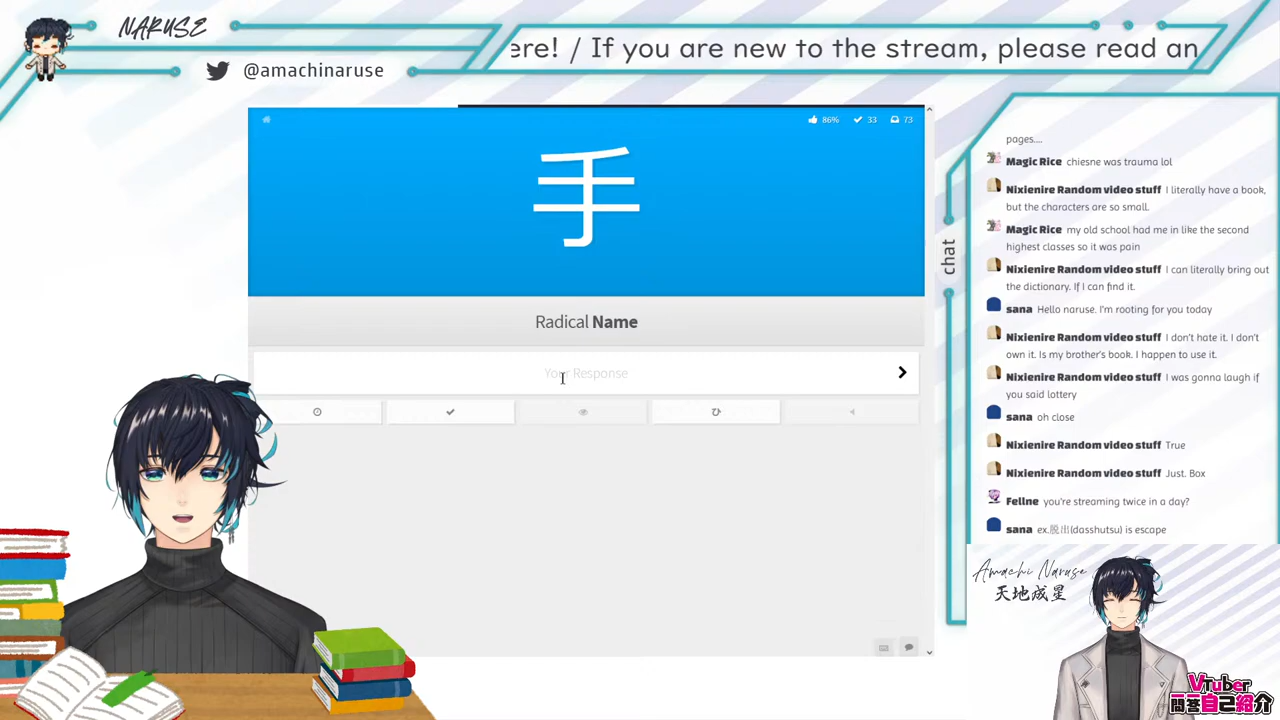 NARUSE
@amachinaruse
ere! / If you are new to the stream, please read an
86% 33 73
手
Radical Name
Your Response
ひ
chat
pages....
Magic Rice chiesne was trauma lol
Nixienire Random video stuff I literally have a book,
but the characters are so small.
Magic Rice my old school had me in like the second
highest classes so it was pain
Nixienire Random video stuff I can literally bring out
the dictionary. If I can find it.
sana Hello naruse. I'm rooting for you today
Nixienire Random video stuff I don't hate it. I don't
own it. Is my brother's book. I happen to use it.
Nixienire Random video stuff I was gonna laugh if
you said lottery
sana oh close
Nixienire Random video stuff True
Nixienire Random video stuff Just. Box
Fellne you're streaming twice in a day?
sana ex.脱出(dasshutsu) is escape
Amachi Naruse
天地成星
VTuber
一問一答自己紹介